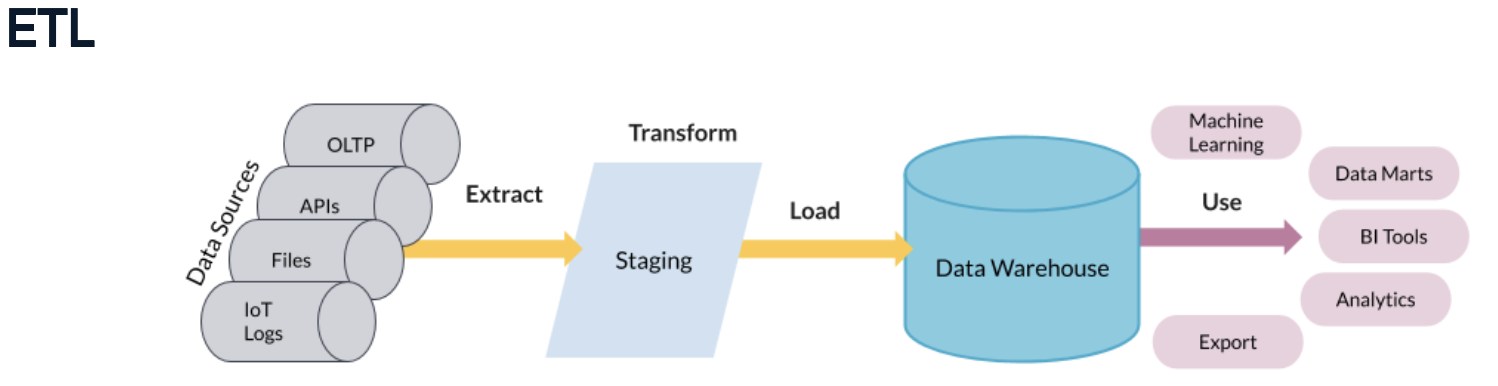 ETL
Data Sources
OLTP
APIs
Files
IoT
Logs
Extract
Transform
Staging
Load
Data Warehouse
Use
Machine
Learning
Data Marts
BI Tools
Analytics
Export